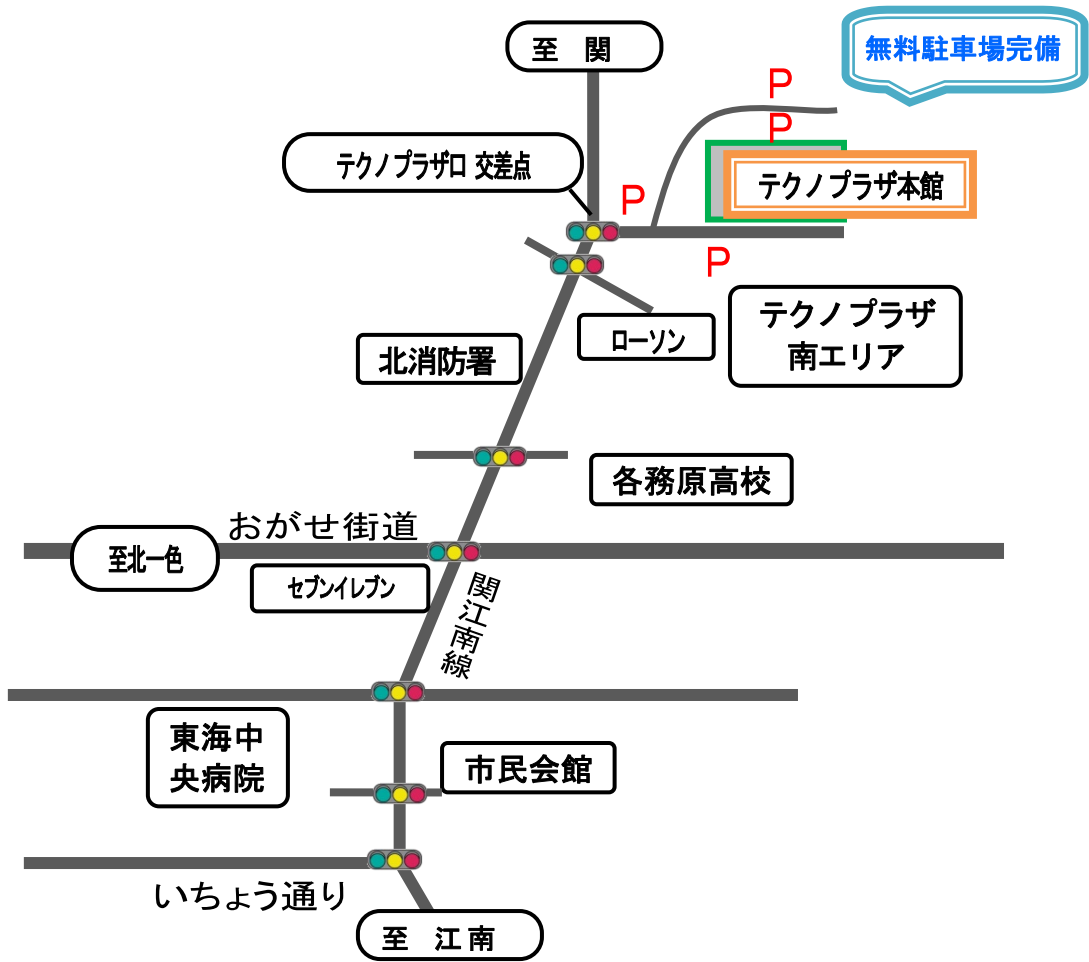 至　関
無料駐車場完備
P
P
テクノプラザ口 交差点
テクノプラザ本館
P
P
ローソン
テクノプラザ
南エリア
北消防署
各務原高校
おがせ街道
至北一色
セブンイレブン
関江南線
東海中
央病院
市民会館
いちょう通り
至　江 南